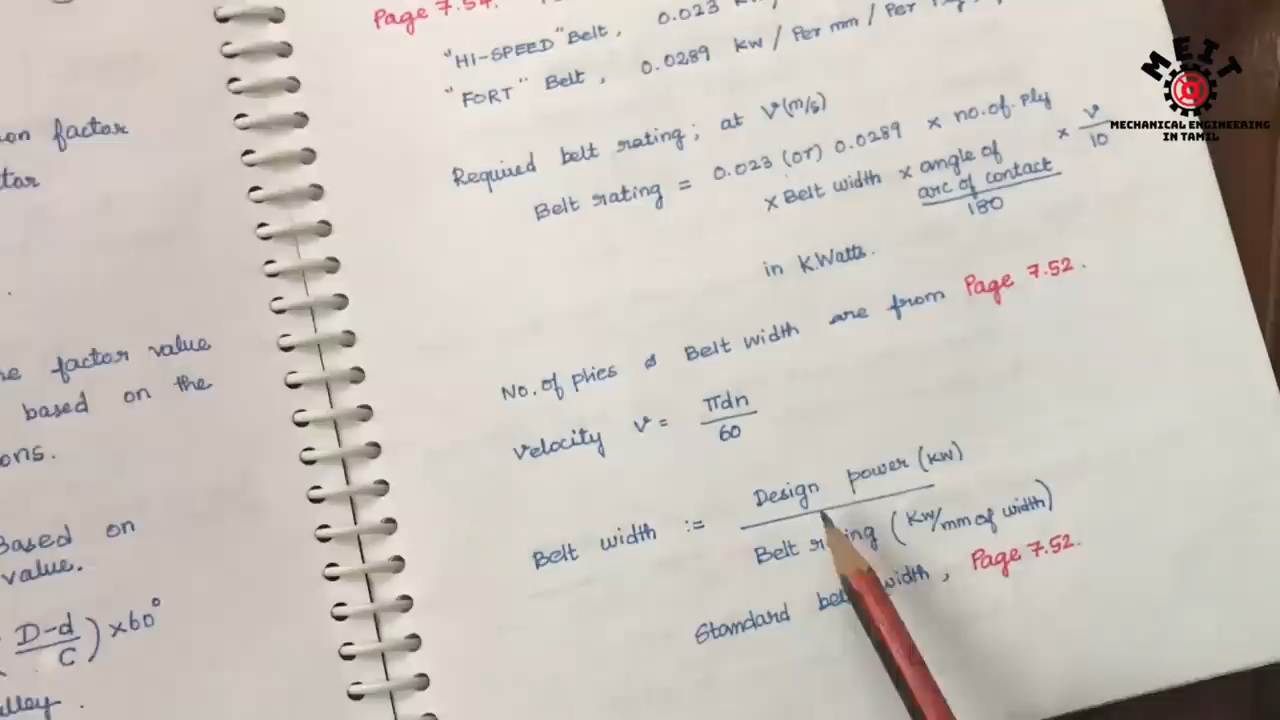 on factor
tor
he factor value
based on the
ons.
Based on
value.
D-d
C
)×60°
lley.
Page 7.54.
"HI-SPEED" Belt, 0.023
"FORT" Belt, 0.0289 kw / Per mm / Per
Required belt rating; at V(m/s)
Belt rating = 0.023 (or) 0.0289 × no.of.ply
× Belt width × angle of arc of contact / 180 × v/10
in K.Watts.
No. of plies & Belt width are from Page 7.52.
Velocity v = πdn/60
Belt width := Design power (KW)
Belt rating (KW/mm of width)
Standard belt width, Page 7.52.
MEIT
MECHANICAL ENGINEERING
IN TAMIL